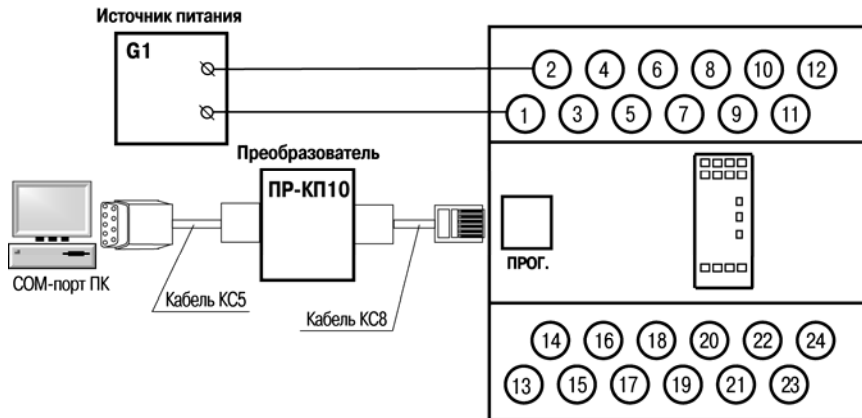 Источник питания
G1
2 4 6 8 10 12
1 3 5 7 9 11
Преобразователь
ПР-КП10
ПРОГ.
COM-порт ПК
Кабель КС5
Кабель КС8
14 16 18 20 22 24
13 15 17 19 21 23